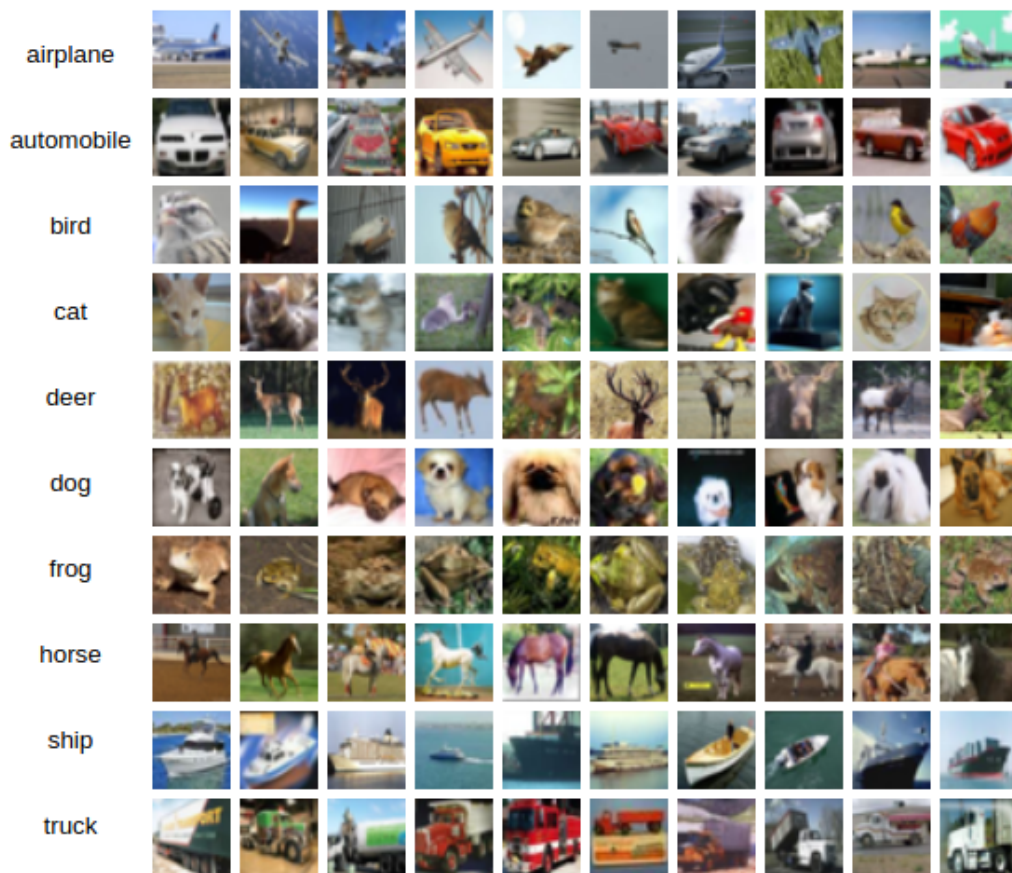 airplane
automobile
bird
cat
deer
dog
frog
horse
ship
truck